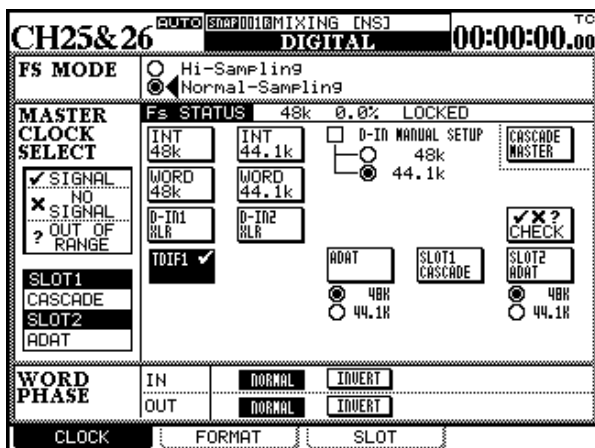 CH25&26 AUTO SNAP001@MIXING [NS] TC
DIGITAL 00:00:00.00
FS MODE
Hi-Sampling
Normal-Sampling
MASTER CLOCK SELECT
Fs STATUS 48k 0.0% LOCKED
✓ SIGNAL
× NO SIGNAL
? OUT OF RANGE
SLOT1
CASCADE
SLOT2
ADAT
INT 48k
INT 44.1k
D-IN MANUAL SETUP
48k
44.1k
CASCADE MASTER
WORD 48k
WORD 44.1k
D-IN1 XLR
D-IN2 XLR
✓×? CHECK
TDIF1 ✓
ADAT
SLOT1 CASCADE
SLOT2 ADAT
48K
44.1K
48K
44.1K
WORD PHASE
IN NORMAL INVERT
OUT NORMAL INVERT
CLOCK FORMAT SLOT